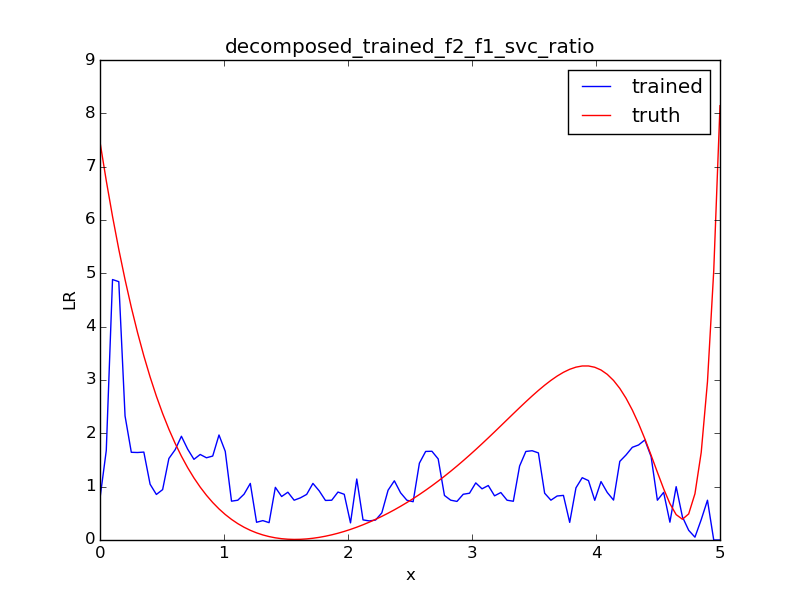 decomposed_trained_f2_f1_svc_ratio
9
8
7
6
5
4
3
2
1
0
LR
trained
truth
0 1 2 3 4 5
x